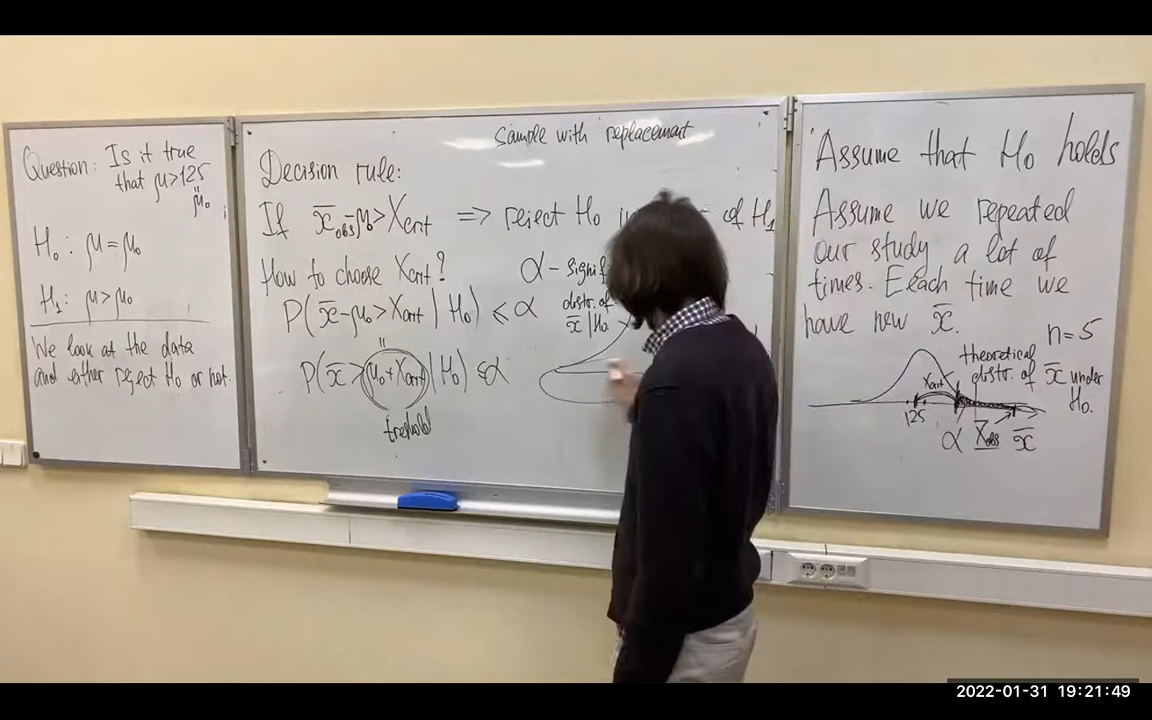 Question: Is it true
that μ>125
"
μ₀
H₀: μ=μ₀
H₁: μ>μ₀
We look at the data
and either reject H₀ or not.
Sample with replacement
Decision rule:
If x̄obs-μ₀>Xcrit => reject H₀ of H₁
How to choose Xcrit?
α - signif
P(x̄-μ₀>Xcrit | H₀) ≤ α
distr. of
x̄ | H₀
"
P(x̄>μ₀+Xcrit | H₀) ≤α
treshold
Assume that H₀ holds
Assume we repeated
our study a lot of
times. Eeach time we
have new x̄.
n=5
theoretical
distr. of x̄ under
H₀.
Xcrit
125
α X̄obs x̄
2022-01-31 19:21:49